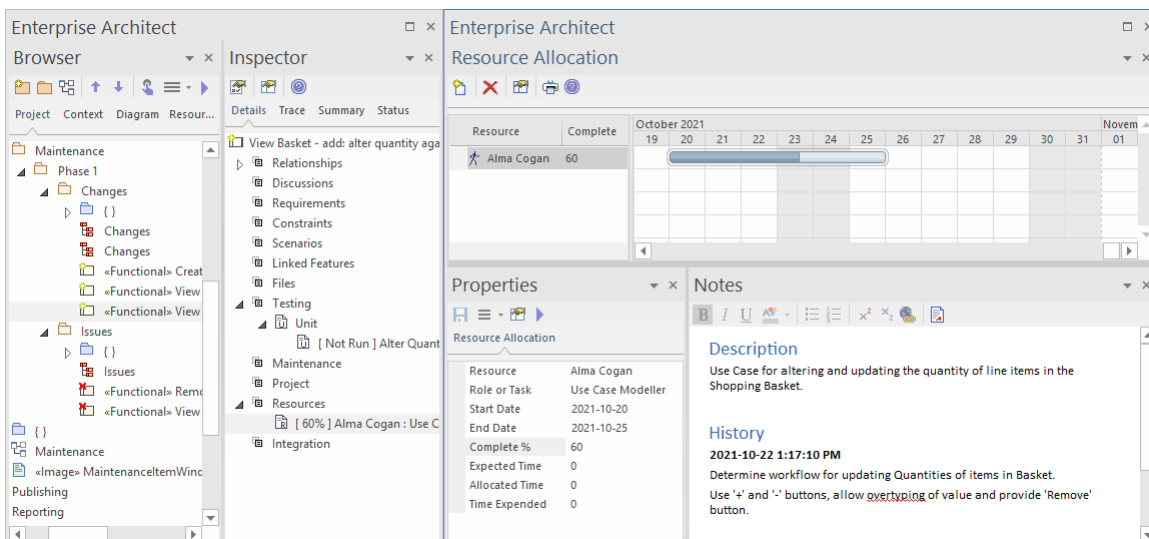 Enterprise Architect
Browser
Project Context Diagram Resour...
Maintenance
Phase 1
Changes
{ }
Changes
Changes
«Functional» Creat
«Functional» View
«Functional» View
Issues
{ }
Issues
«Functional» Remo
«Functional» View
{ }
Maintenance
«Image» MaintenanceItemWinc
Publishing
Reporting
Inspector
Details Trace Summary Status
View Basket - add: alter quantity aga
Relationships
Discussions
Requirements
Constraints
Scenarios
Linked Features
Files
Testing
Unit
[ Not Run ] Alter Quant
Maintenance
Project
Resources
[ 60% ] Alma Cogan : Use C
Integration
Enterprise Architect
Resource Allocation
Resource Complete October 2021 Novem
19 20 21 22 23 24 25 26 27 28 29 30 31 01
Alma Cogan 60
Properties
Resource Allocation
Resource Alma Cogan
Role or Task Use Case Modeller
Start Date 2021-10-20
End Date 2021-10-25
Complete % 60
Expected Time 0
Allocated Time 0
Time Expended 0
Notes
B I U A x² ×₂
Description
Use Case for altering and updating the quantity of line items in the
Shopping Basket.
History
2021-10-22 1:17:10 PM
Determine workflow for updating Quantities of items in Basket.
Use '+' and '-' buttons, allow overtyping of value and provide 'Remove'
button.